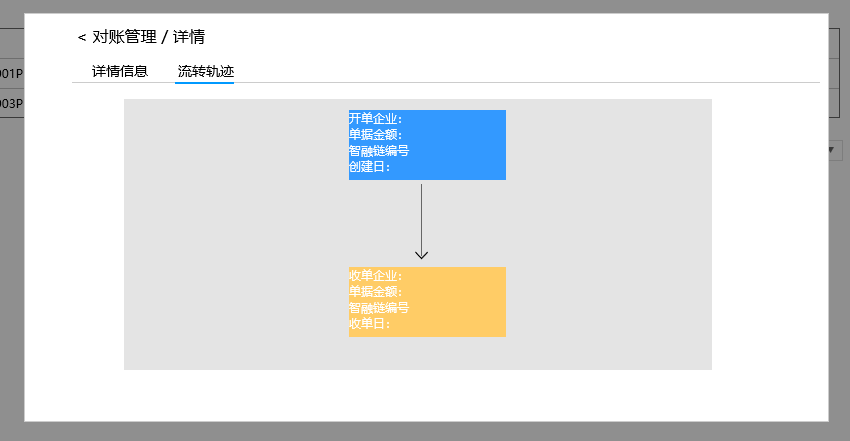 < 对账管理 / 详情
详情信息 流转轨迹
001P
003P
开单企业:
单据金额:
智融链编号
创建日:
收单企业:
单据金额:
智融链编号
收单日: